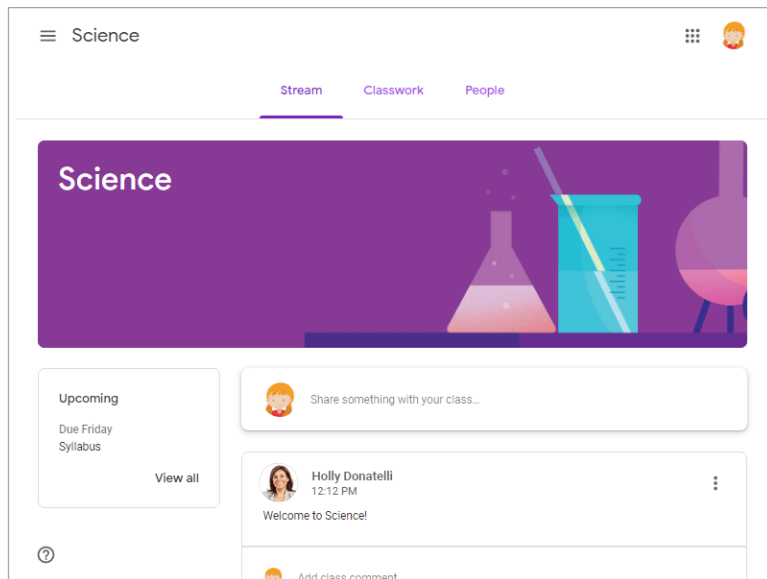 Science
Stream Classwork People
Science
Upcoming
Due Friday
Syllabus
View all
Share something with your class...
Holly Donatelli
12:12 PM
Welcome to Science!
Add class comment